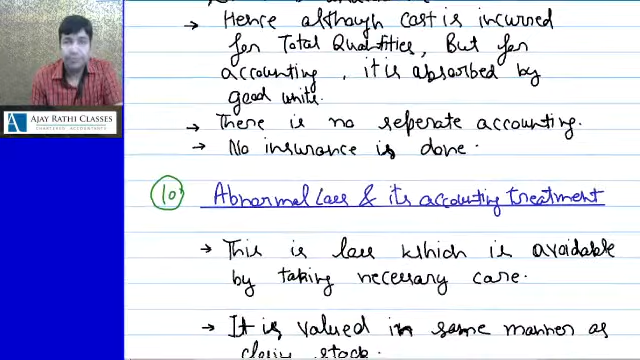 → Hence although cost is incurred
for Total Quantities, But for
accounting, it is absorbed by
good units.
→ There is no seperate accounting.
→ No insurance is done.
10 Abnormal Loss & its accounting treatment
→ This is loss which is avoidable
by taking necessary care.
→ It is valued in same manner as
closing stock.
AJAY RATHI CLASSES
CHARTERED ACCOUNTANTS